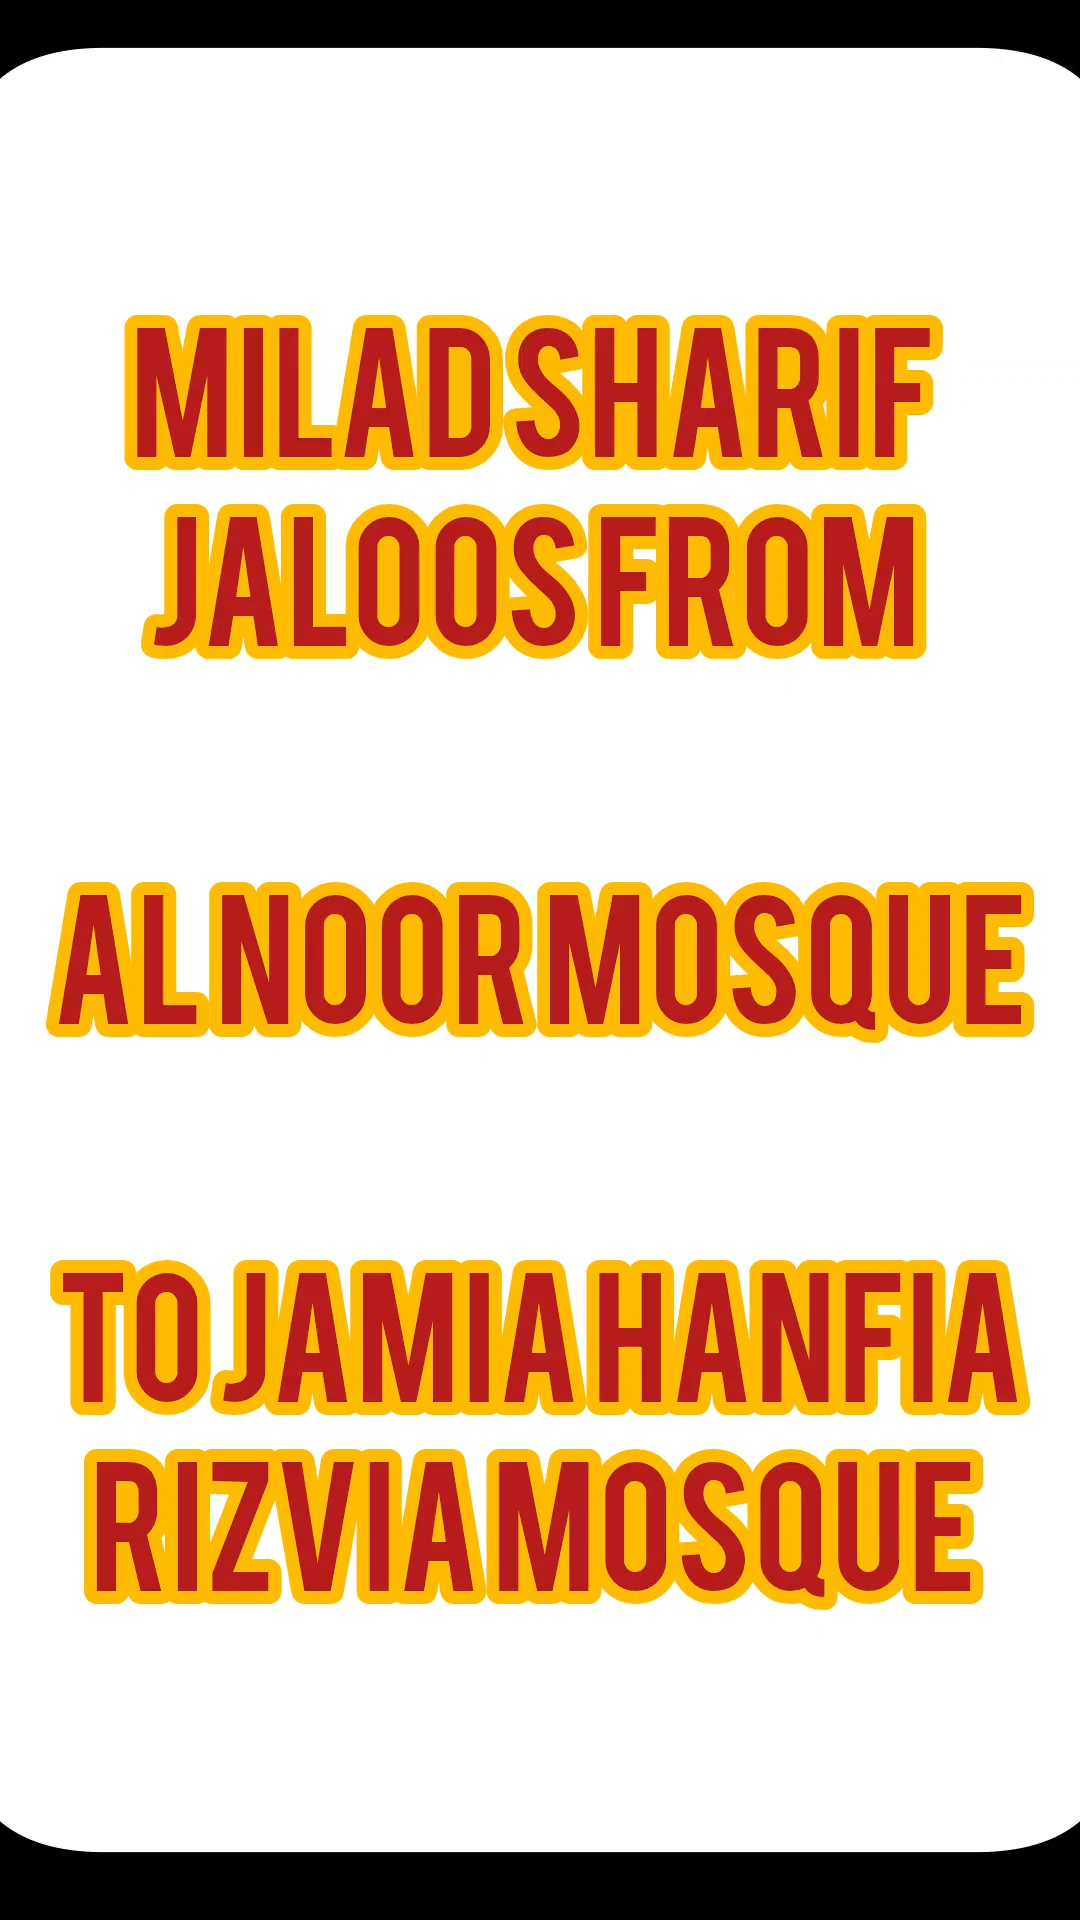 MILAD SHARIF
JALOOS FROM
AL NOOR MOSQUE
TO JAMIA HANFIA
RIZVIA MOSQUE